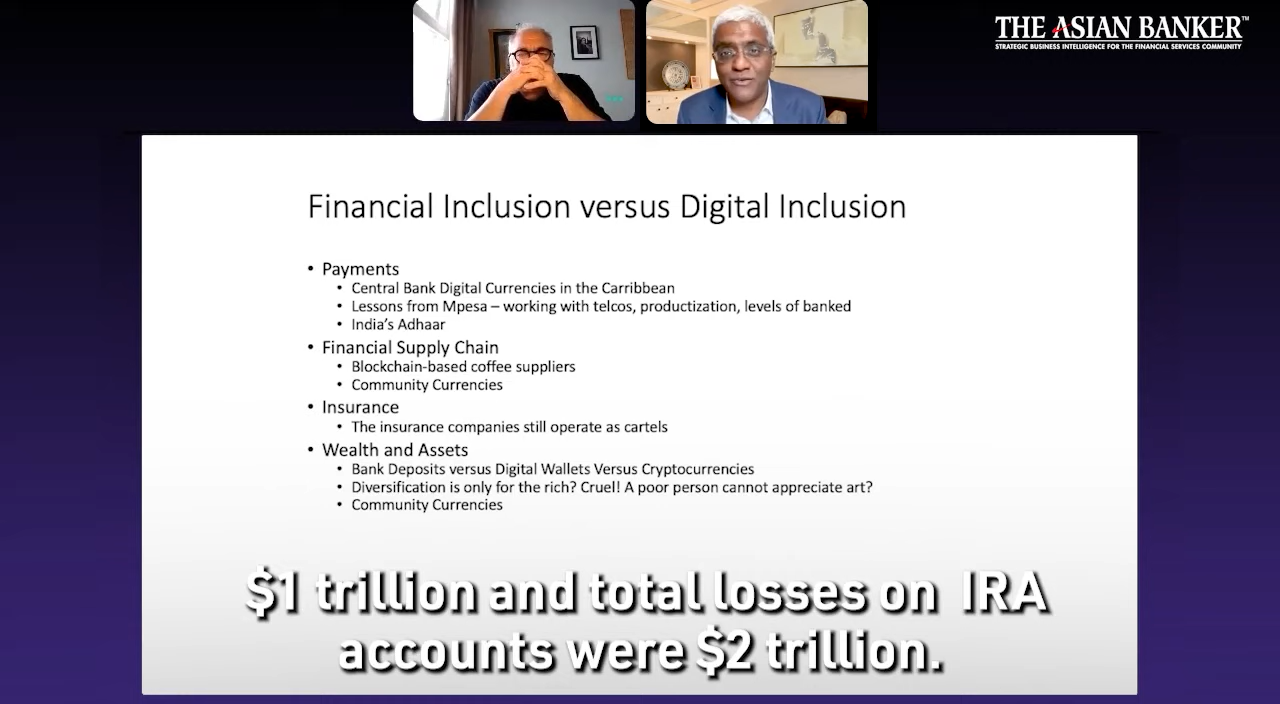 THE ASIAN BANKER™
STRATEGIC BUSINESS INTELLIGENCE FOR THE FINANCIAL SERVICES COMMUNITY
Financial Inclusion versus Digital Inclusion
• Payments
• Central Bank Digital Currencies in the Carribbean
• Lessons from Mpesa – working with telcos, productization, levels of banked
• India's Adhaar
• Financial Supply Chain
• Blockchain-based coffee suppliers
• Community Currencies
• Insurance
• The insurance companies still operate as cartels
• Wealth and Assets
• Bank Deposits versus Digital Wallets Versus Cryptocurrencies
• Diversification is only for the rich? Cruel! A poor person cannot appreciate art?
• Community Currencies
$1 trillion and total losses on IRA
accounts were $2 trillion.